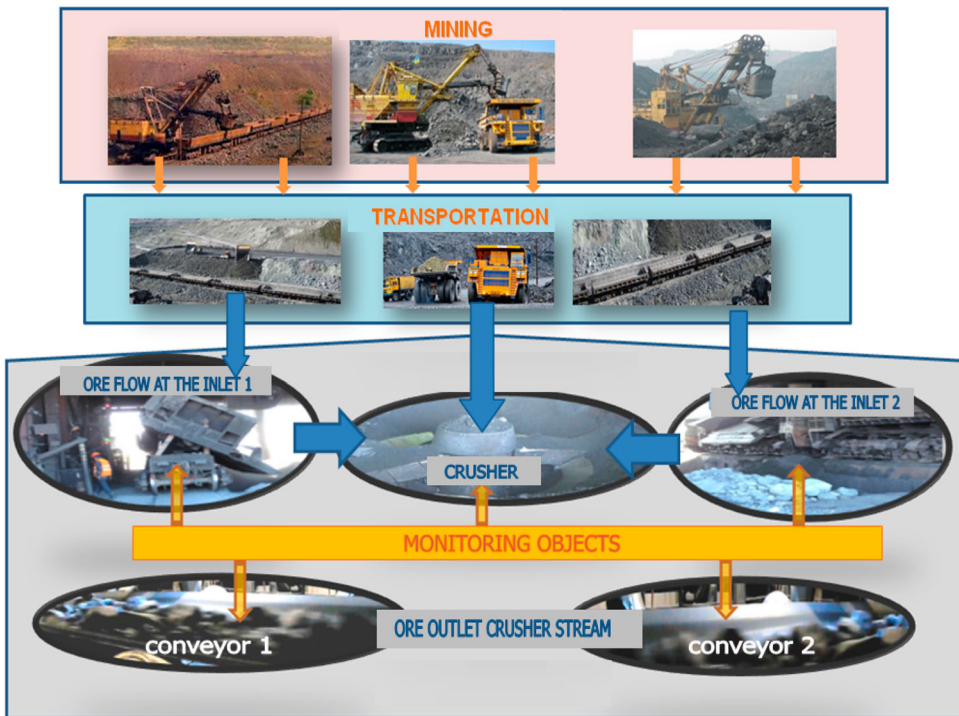 MINING
TRANSPORTATION
ORE FLOW AT THE INLET 1
ORE FLOW AT THE INLET 2
CRUSHER
MONITORING OBJECTS
ORE OUTLET CRUSHER STREAM
conveyor 1
conveyor 2